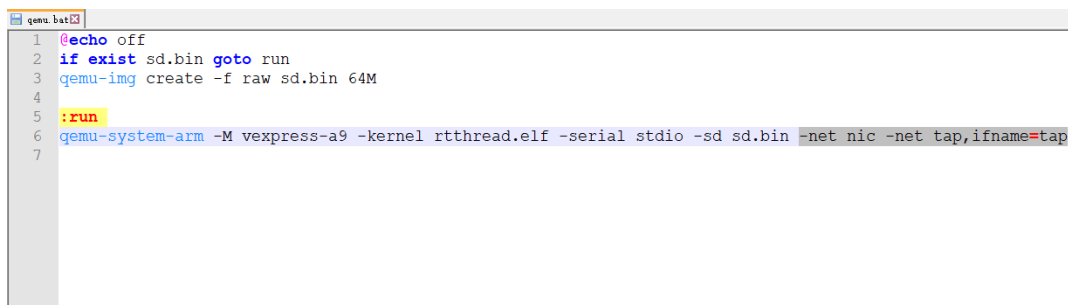 qemu.bat
1 @echo off
2 if exist sd.bin goto run
3 qemu-img create -f raw sd.bin 64M
4
5 :run
6 qemu-system-arm -M vexpress-a9 -kernel rtthread.elf -serial stdio -sd sd.bin -net nic -net tap,ifname=tap
7